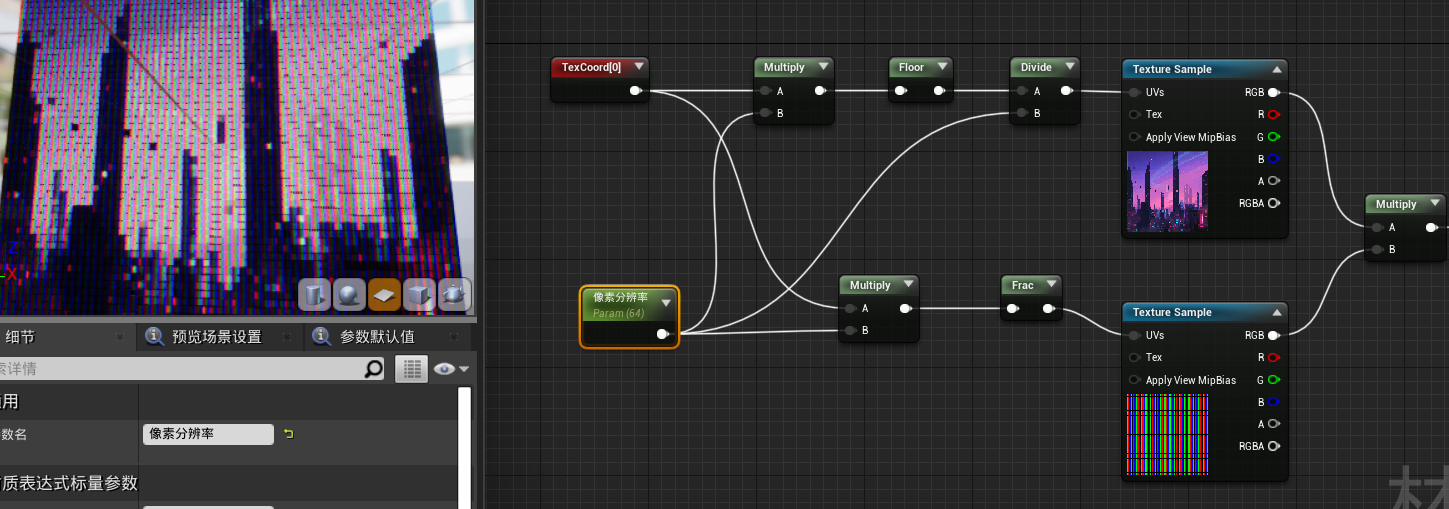 TexCoord[0]
Multiply
A
B
Floor
Divide
A
B
Texture Sample
UVs
RGB
Tex
R
Apply View MipBias
G
B
A
RGBA
Multiply
A
B
像素分辨率
Param (64)
Multiply
A
B
Frac
Texture Sample
UVs
RGB
Tex
R
Apply View MipBias
G
B
A
RGBA
Z
X
细节
预览场景设置
参数默认值
索详情
用
数名
像素分辨率
质表达式标量参数